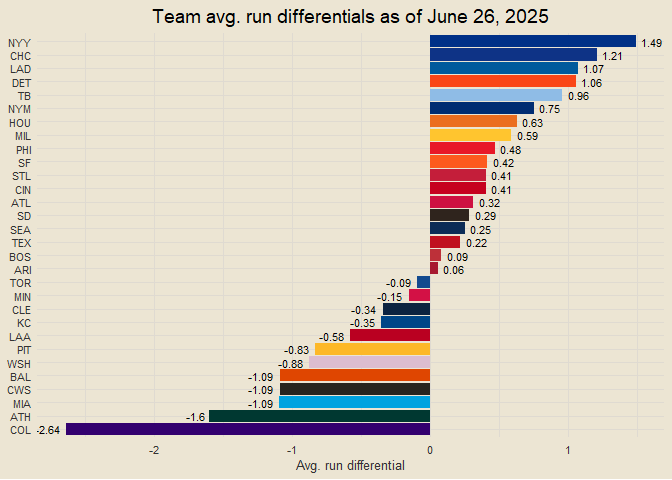 Team avg. run differentials as of June 26, 2025
NYY 1.49
CHC 1.21
LAD 1.07
DET 1.06
TB 0.96
NYM 0.75
HOU 0.63
MIL 0.59
PHI 0.48
SF 0.42
STL 0.41
CIN 0.41
ATL 0.32
SD 0.29
SEA 0.25
TEX 0.22
BOS 0.09
ARI 0.06
TOR -0.09
MIN -0.15
CLE -0.34
KC -0.35
LAA -0.58
PIT -0.83
WSH -0.88
BAL -1.09
CWS -1.09
MIA -1.09
ATH -1.6
COL -2.64
-2 -1 0 1
Avg. run differential